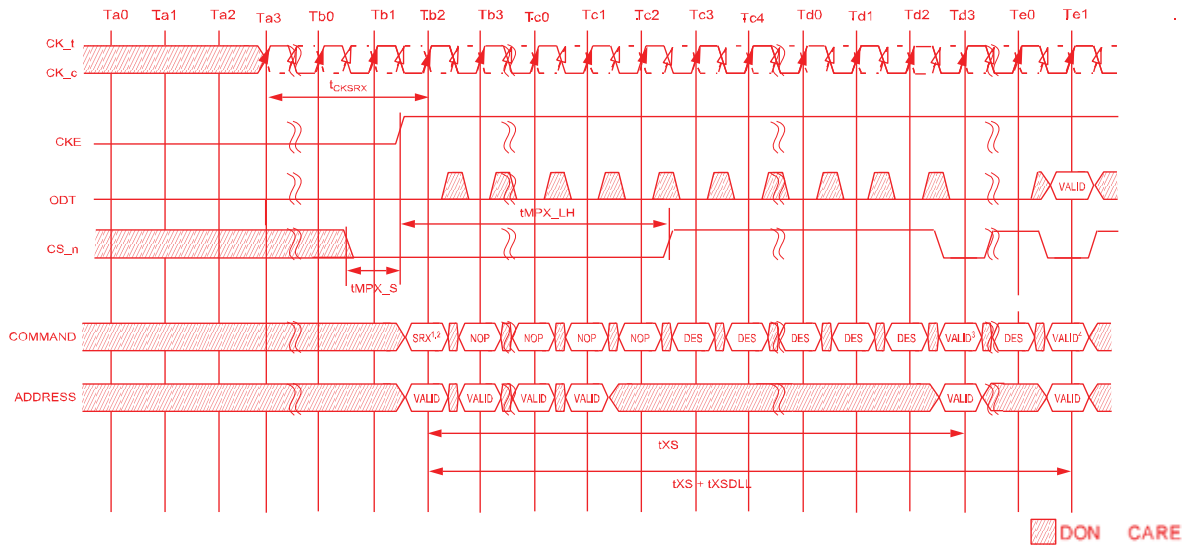 Ta0 Ta1 Ta2 Ta3 Tb0 Tb1 Tb2 Tb3 Tc0 Tc1 Tc2 Tc3 Tc4 Td0 Td1 Td2 Td3 Te0 Te1
CK_t
CK_c
tCKSRX
CKE
ODT VALID
tMPX_LH
CS_n
tMPX_S
COMMAND SRX1,2 NOP NOP NOP NOP DES DES DES DES DES VALID3 DES VALID4
ADDRESS VALID VALID VALID VALID VALID VALID
tXS
tXS + tXSDLL
DON CARE